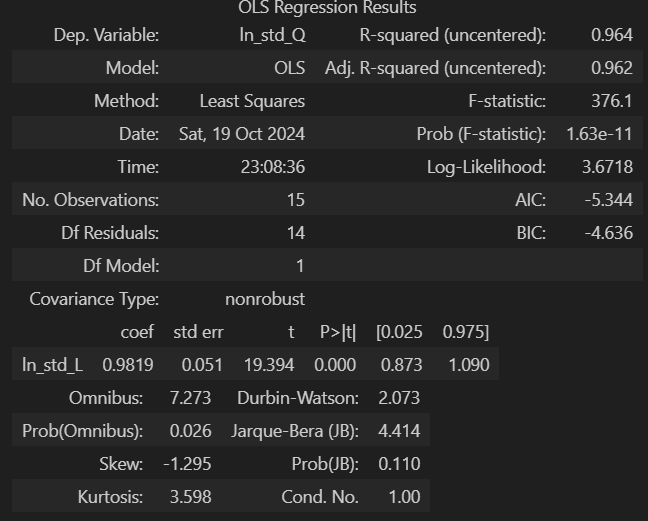 OLS Regression Results
Dep. Variable: ln_std_Q R-squared (uncentered): 0.964
Model: OLS Adj. R-squared (uncentered): 0.962
Method: Least Squares F-statistic: 376.1
Date: Sat, 19 Oct 2024 Prob (F-statistic): 1.63e-11
Time: 23:08:36 Log-Likelihood: 3.6718
No. Observations: 15 AIC: -5.344
Df Residuals: 14 BIC: -4.636
Df Model: 1
Covariance Type: nonrobust
coef std err t P>|t| [0.025 0.975]
ln_std_L 0.9819 0.051 19.394 0.000 0.873 1.090
Omnibus: 7.273 Durbin-Watson: 2.073
Prob(Omnibus): 0.026 Jarque-Bera (JB): 4.414
Skew: -1.295 Prob(JB): 0.110
Kurtosis: 3.598 Cond. No. 1.00